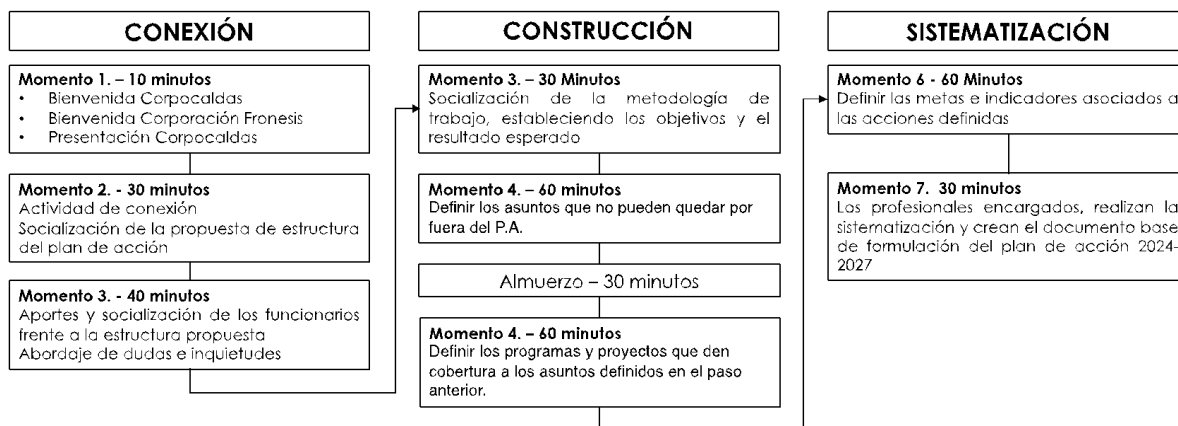 CONEXIÓN
Momento 1. – 10 minutos
• Bienvenida Corpocaldas
• Bienvenida Corporación Fronesis
• Presentación Corpocaldas
Momento 2. - 30 minutos
Actividad de conexión
Socialización de la propuesta de estructura
del plan de acción
Momento 3. - 40 minutos
Aportes y socialización de los funcionarios
frente a la estructura propuesta
Abordaje de dudas e inquietudes
CONSTRUCCIÓN
Momento 3. – 30 Minutos
Socialización de la metodología de
trabajo, estableciendo los objetivos y el
resultado esperado
Momento 4. – 60 minutos
Definir los asuntos que no pueden quedar por
fuera del P.A.
Almuerzo – 30 minutos
Momento 4. – 60 minutos
Definir los programas y proyectos que den
cobertura a los asuntos definidos en el paso
anterior.
SISTEMATIZACIÓN
Momento 6 - 60 Minutos
Definir las metas e indicadores asociados a
las acciones definidas
Momento 7. 30 minutos
Los profesionales encargados, realizan la
sistematización y crean el documento base
de formulación del plan de acción 2024-
2027